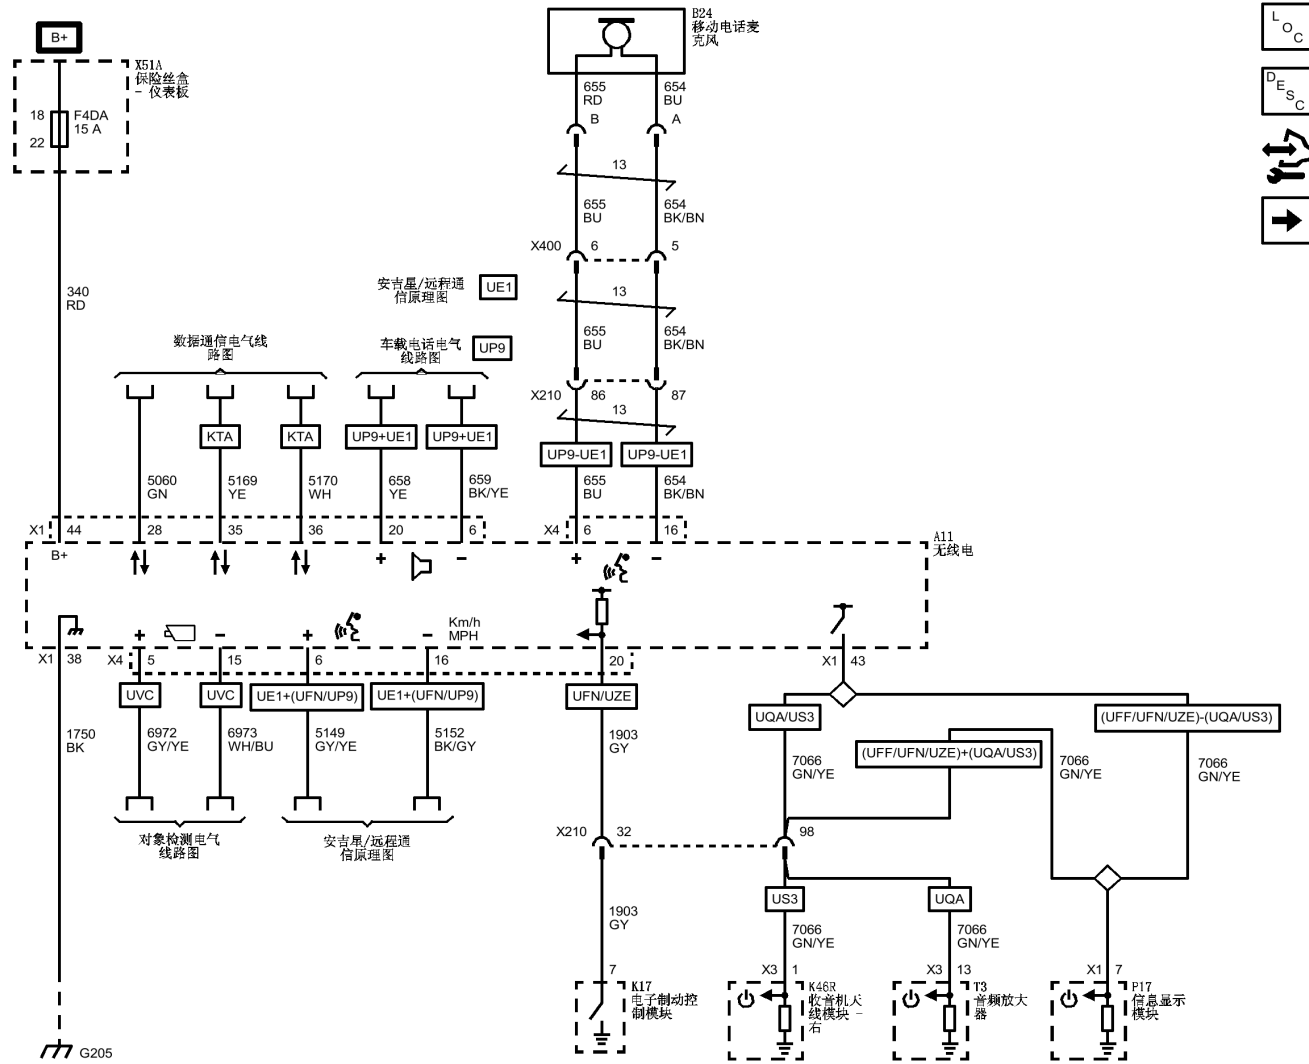 B+
X51A
保险丝盒
- 仪表板
18
22
F4DA
15 A
B24
移动电话麦
克风
LOC
DESC
655
RD
654
BU
B
A
13
655
BU
654
BK/BN
X400
6
5
340
RD
安吉星/远程通
信原理图
UE1
13
数据通信电气线
路图
车载电话电气
线路图
UP9
655
BU
654
BK/BN
X210
86
87
13
KTA
KTA
UP9+UE1
UP9+UE1
UP9-UE1
UP9-UE1
5060
GN
5169
YE
5170
WH
658
YE
659
BK/YE
655
BU
654
BK/BN
X1
44
28
35
36
20
6
X4
6
16
A11
无线电
B+
+
-
+
-
+
-
+
-
Km/h
MPH
X1
38
X4
5
15
6
16
20
X1
43
UVC
UVC
UE1+(UFN/UP9)
UE1+(UFN/UP9)
UFN/UZE
UQA/US3
(UFF/UFN/UZE)-(UQA/US3)
(UFF/UFN/UZE)+(UQA/US3)
1750
BK
6972
GY/YE
6973
WH/BU
5149
GY/YE
5152
BK/GY
1903
GY
7066
GN/YE
7066
GN/YE
7066
GN/YE
对象检测电气
线路图
安吉星/远程通
信原理图
X210
32
98
US3
UQA
1903
GY
7066
GN/YE
7066
GN/YE
7
X3
1
X3
13
X1
7
K17
电子制动控
制模块
K46R
收音机天
线模块 -
右
T3
音频放大
器
P17
信息显示
模块
G205